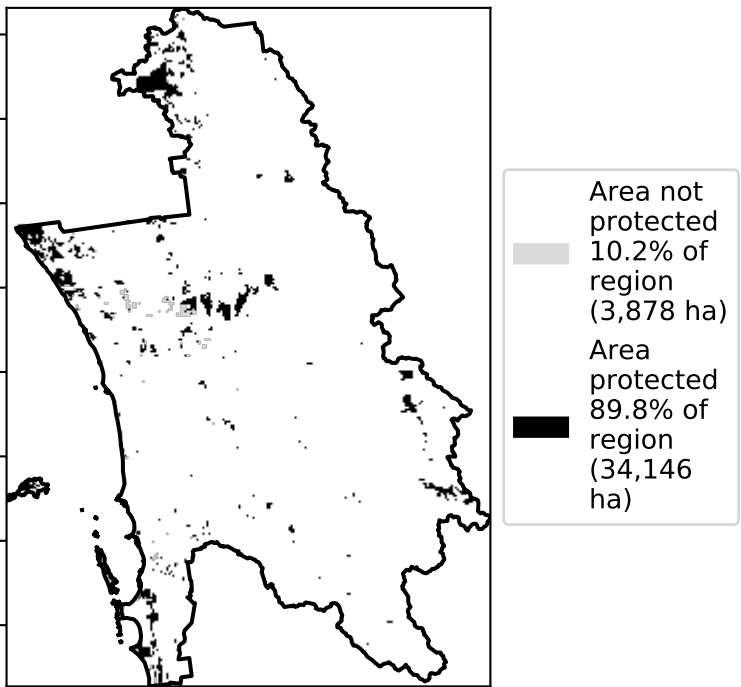 Area not
protected
10.2% of
region
(3,878 ha)
Area
protected
89.8% of
region
(34,146
ha)